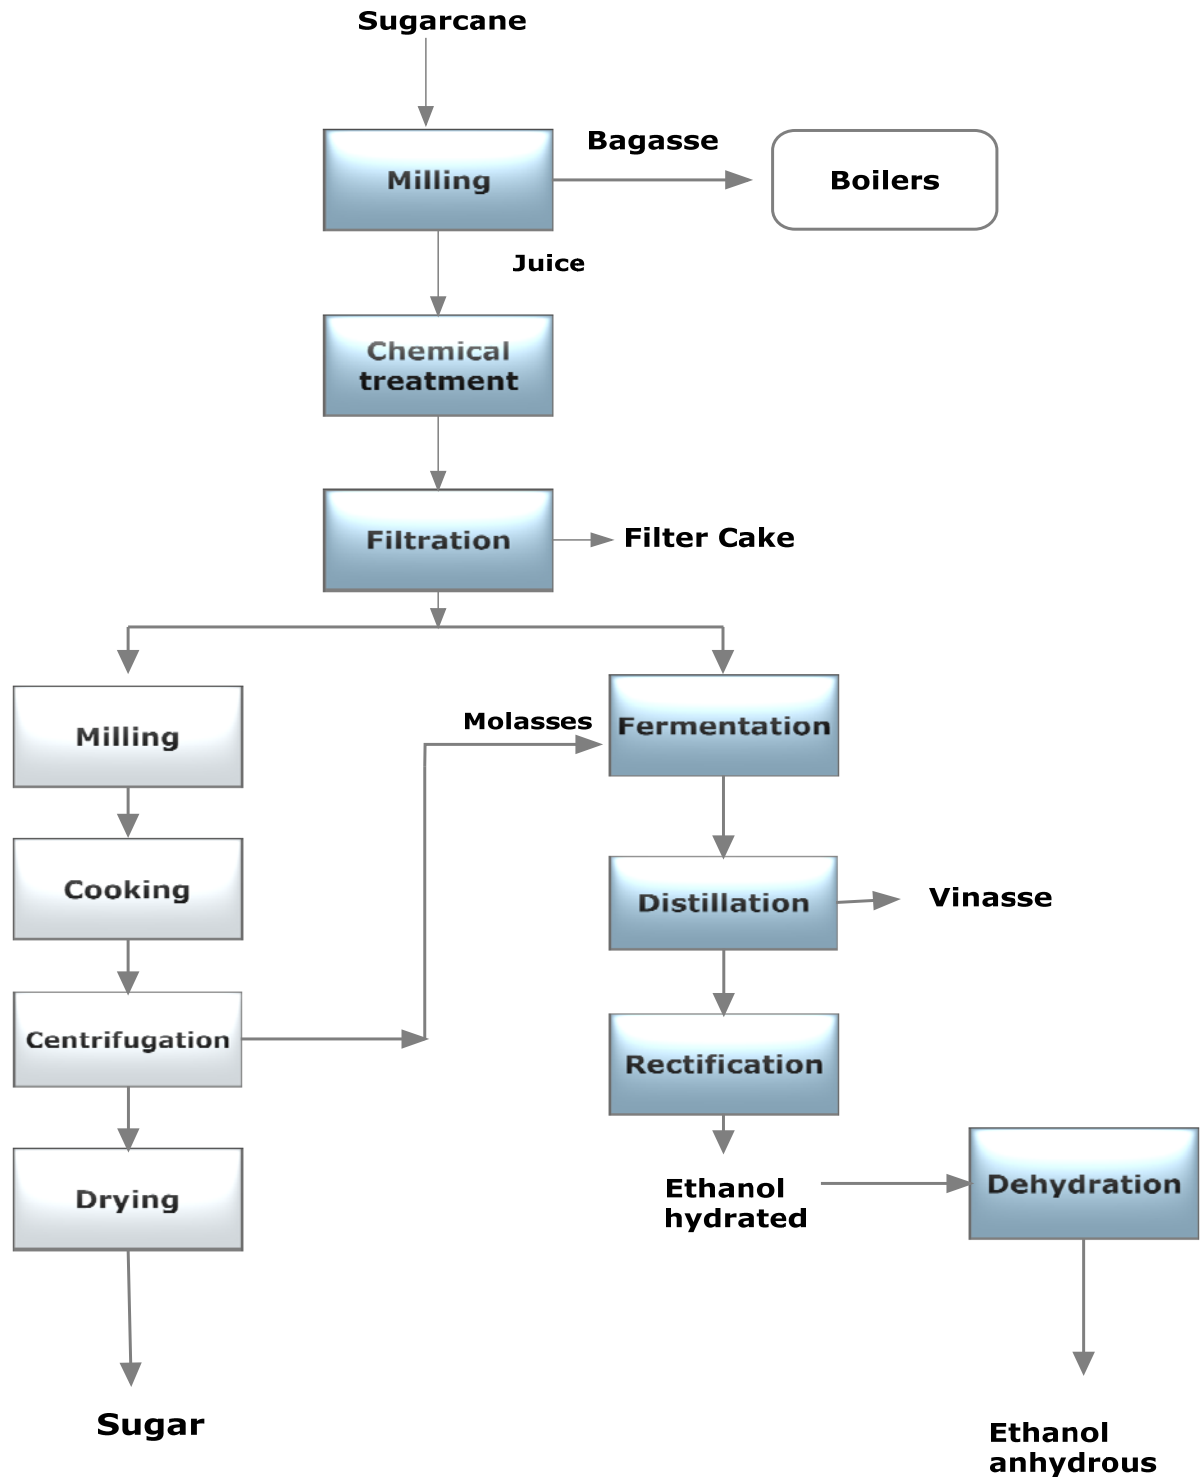 Sugarcane
Milling
Bagasse
Boilers
Juice
Chemical
treatment
Filtration
Filter Cake
Milling
Molasses
Fermentation
Cooking
Distillation
Vinasse
Centrifugation
Rectification
Drying
Ethanol
hydrated
Dehydration
Sugar
Ethanol
anhydrous